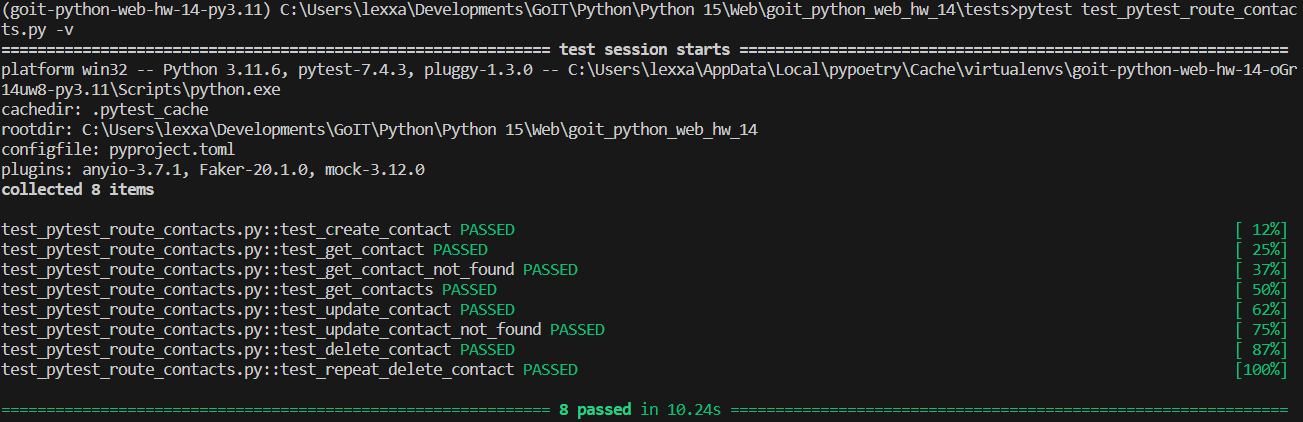 (goit-python-web-hw-14-py3.11) C:\Users\lexxa\Developments\GoIT\Python\Python 15\Web\goit_python_web_hw_14\tests>pytest test_pytest_route_contac
ts.py -v
============================================================= test session starts =============================================================
platform win32 -- Python 3.11.6, pytest-7.4.3, pluggy-1.3.0 -- C:\Users\lexxa\AppData\Local\pypoetry\Cache\virtualenvs\goit-python-web-hw-14-oGr
14uw8-py3.11\Scripts\python.exe
cachedir: .pytest_cache
rootdir: C:\Users\lexxa\Developments\GoIT\Python\Python 15\Web\goit_python_web_hw_14
configfile: pyproject.toml
plugins: anyio-3.7.1, Faker-20.1.0, mock-3.12.0
collected 8 items
test_pytest_route_contacts.py::test_create_contact PASSED [ 12%]
test_pytest_route_contacts.py::test_get_contact PASSED [ 25%]
test_pytest_route_contacts.py::test_get_contact_not_found PASSED [ 37%]
test_pytest_route_contacts.py::test_get_contacts PASSED [ 50%]
test_pytest_route_contacts.py::test_update_contact PASSED [ 62%]
test_pytest_route_contacts.py::test_update_contact_not_found PASSED [ 75%]
test_pytest_route_contacts.py::test_delete_contact PASSED [ 87%]
test_pytest_route_contacts.py::test_repeat_delete_contact PASSED [100%]
============================================================= 8 passed in 10.24s ==============================================================